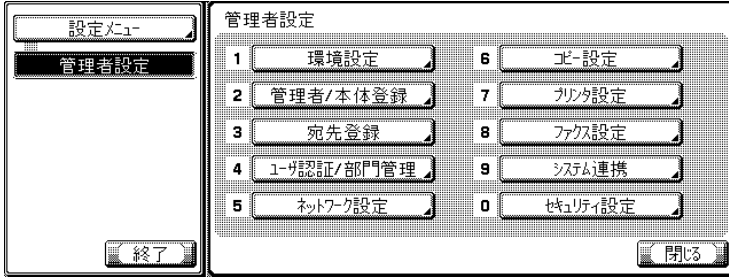 設定メニュー
管理者設定
終了
管理者設定
1 環境設定
2 管理者/本体登録
3 宛先登録
4 ユーザ認証/部門管理
5 ネットワーク設定
6 コピー設定
7 プリンタ設定
8 ファクス設定
9 システム連携
0 セキュリティ設定
閉じる